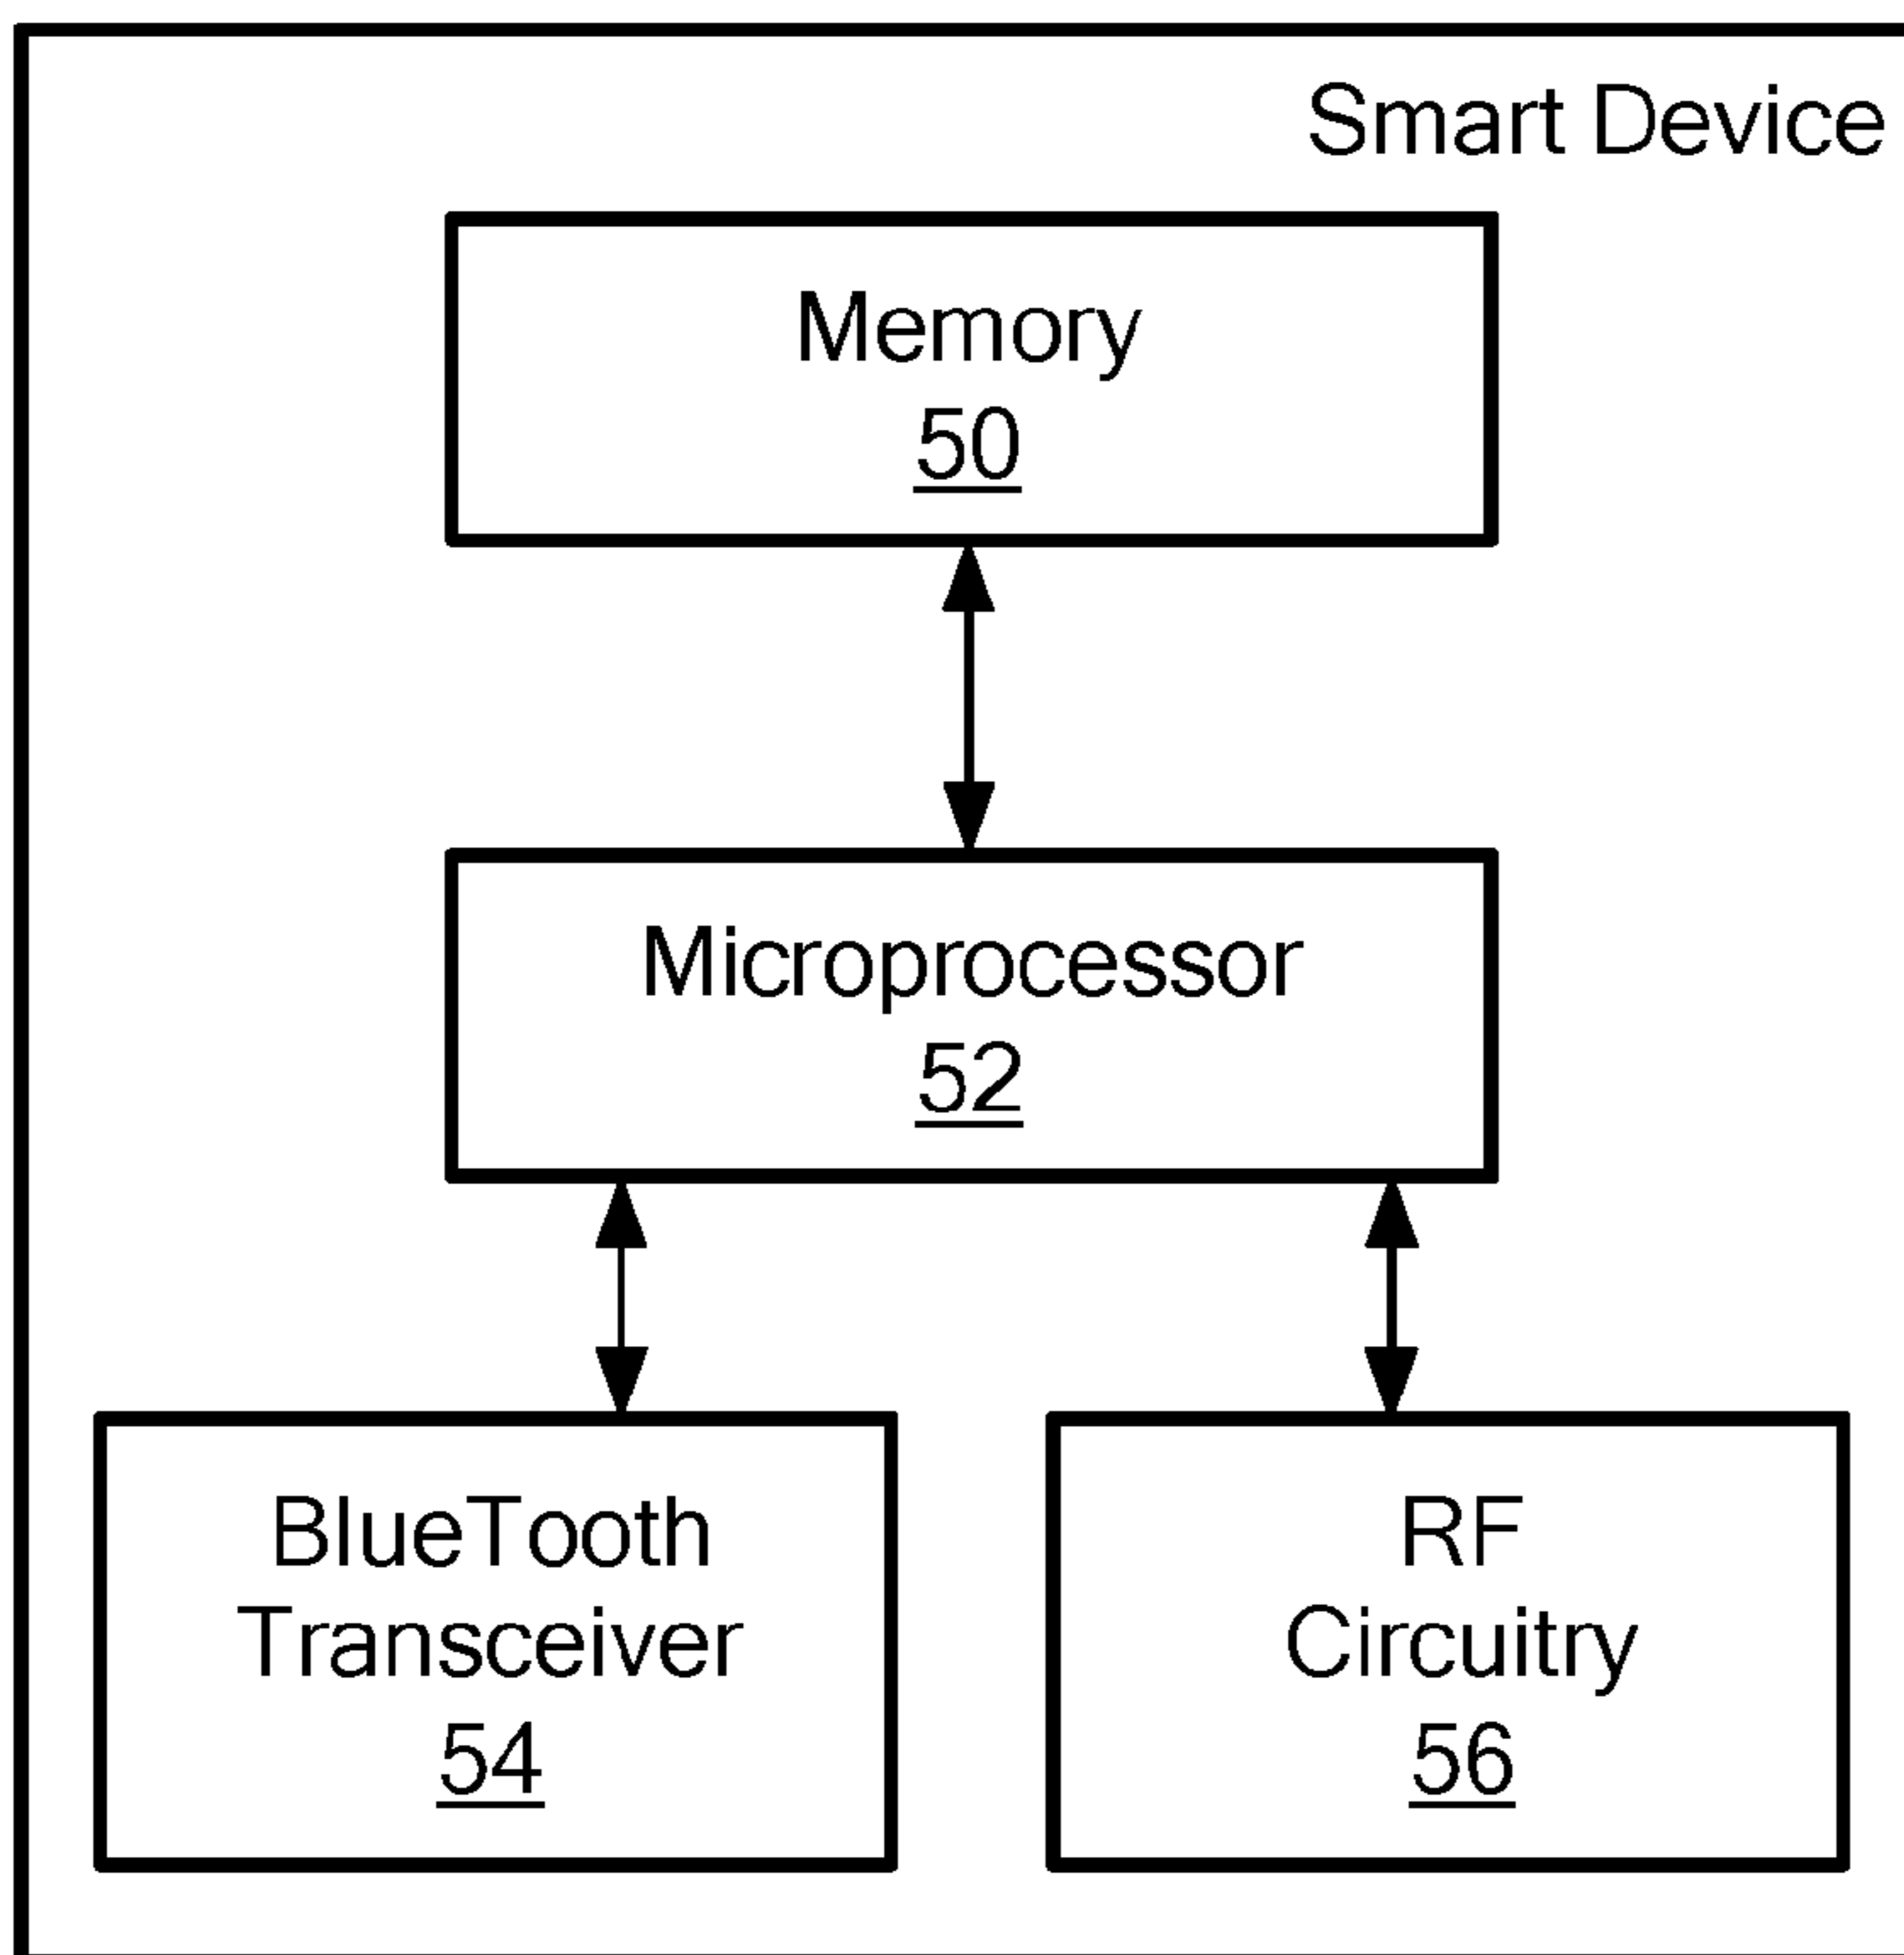 Smart Device
Memory
50
Microprocessor
52
BlueTooth
Transceiver
54
RF
Circuitry
56